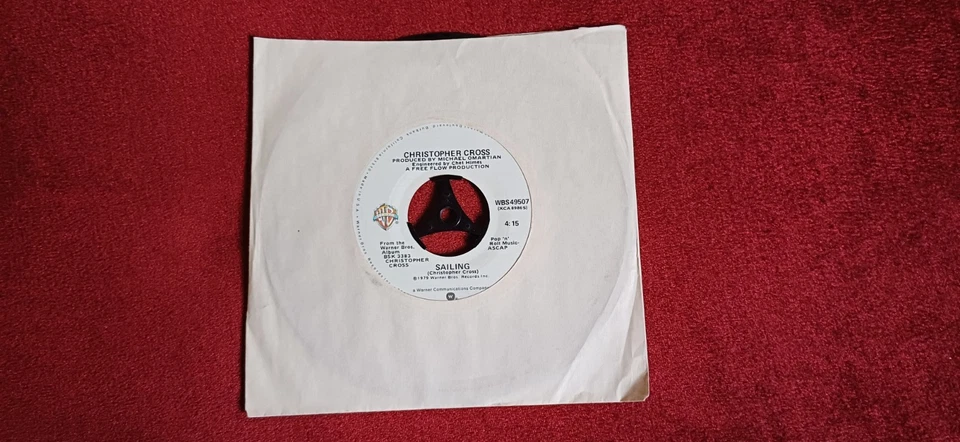 CHRISTOPHER CROSS
PRODUCED BY MICHAEL OMARTIAN
Engineered by Chet Himes
A FREE FLOW PRODUCTION
WBS49507
4:15
From the
Warner Bros.
Album
BSK 3383
CHRISTOPHER
CROSS
Pop 'n'
Roll Music-
ASCAP
SAILING
(Christopher Cross)
©1979 Warner Bros. Records Inc.
a Warner Communications Company